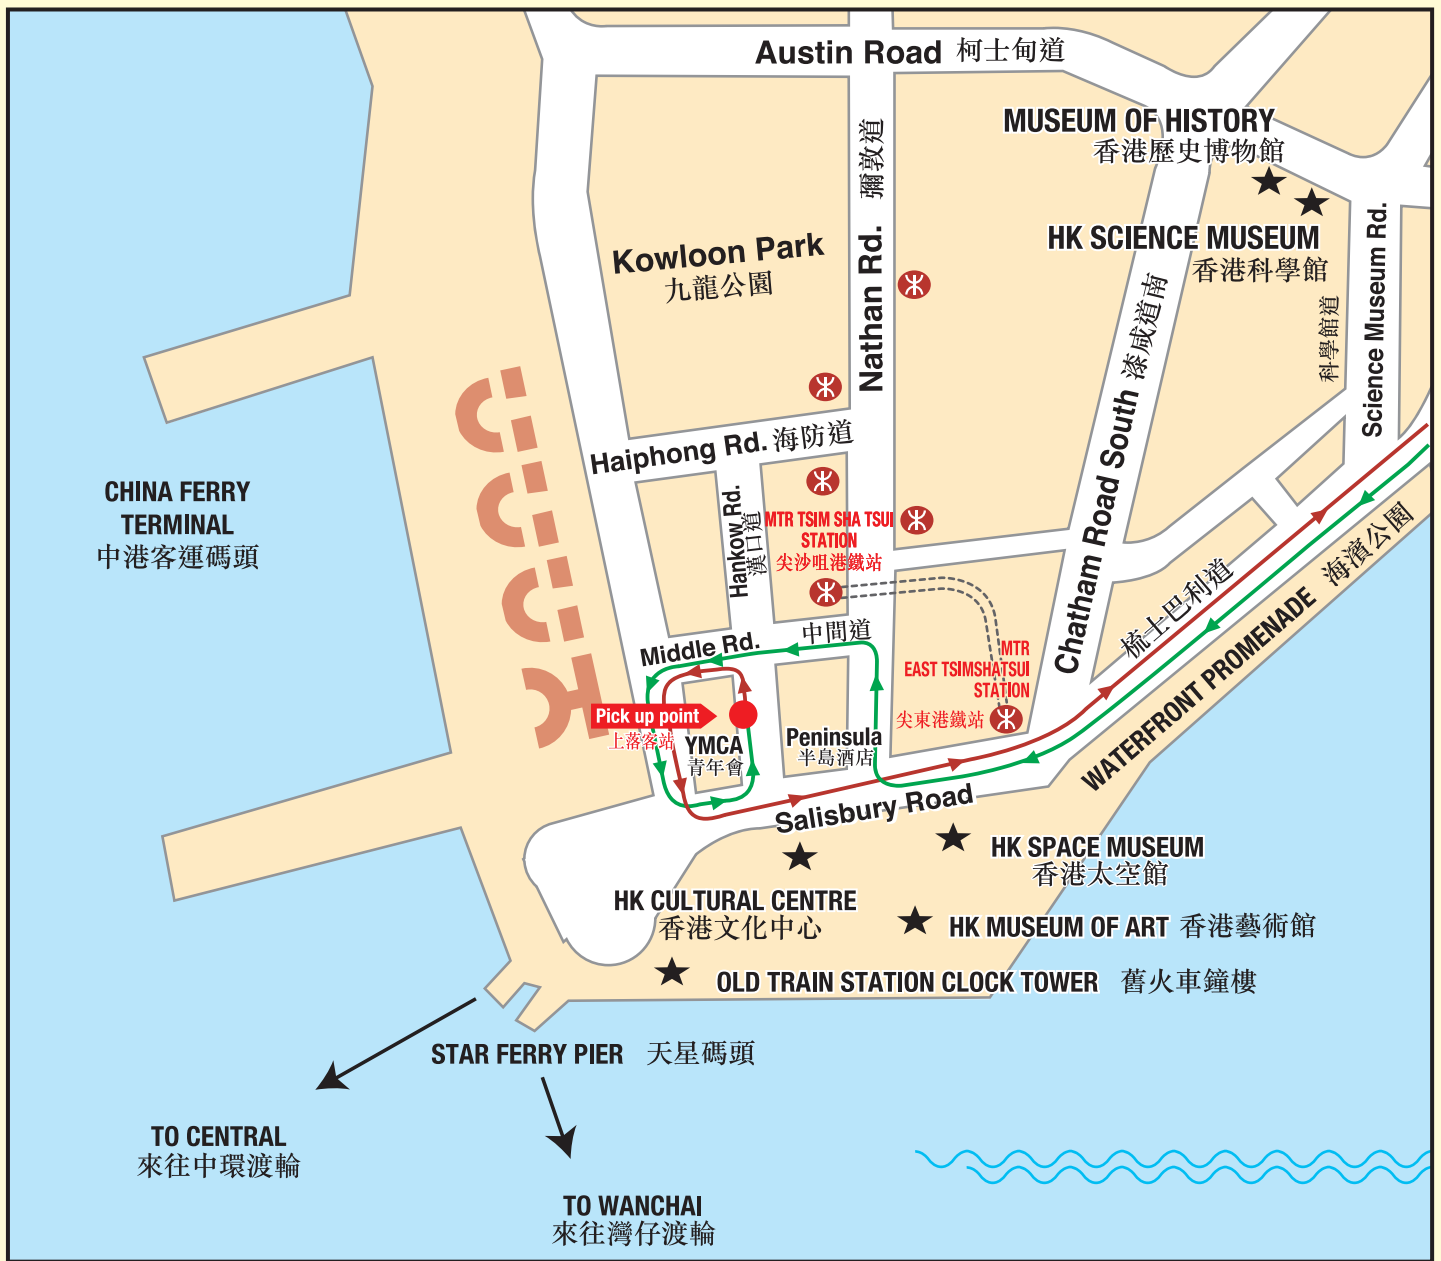 Austin Road 柯士甸道
MUSEUM OF HISTORY
香港歷史博物館
彌敦道
Nathan Rd.
HK SCIENCE MUSEUM
香港科學館
Science Museum Rd.
科學館道
Kowloon Park
九龍公園
漆咸道南
Chatham Road South
Haiphong Rd. 海防道
Hankow Rd.
漢口道
MTR TSIM SHA TSUI
STATION
尖沙咀港鐵站
CHINA FERRY
TERMINAL
中港客運碼頭
Middle Rd. 中間道
MTR
EAST TSIMSHATSUI
STATION
尖東港鐵站
梳士巴利道
WATERFRONT PROMENADE 海濱公園
Pick up point
上落客站
YMCA
青年會
Peninsula
半島酒店
Salisbury Road
HK SPACE MUSEUM
香港太空館
HK CULTURAL CENTRE
香港文化中心
HK MUSEUM OF ART 香港藝術館
OLD TRAIN STATION CLOCK TOWER 舊火車鐘樓
STAR FERRY PIER 天星碼頭
TO CENTRAL
來往中環渡輪
TO WANCHAI
來往灣仔渡輪